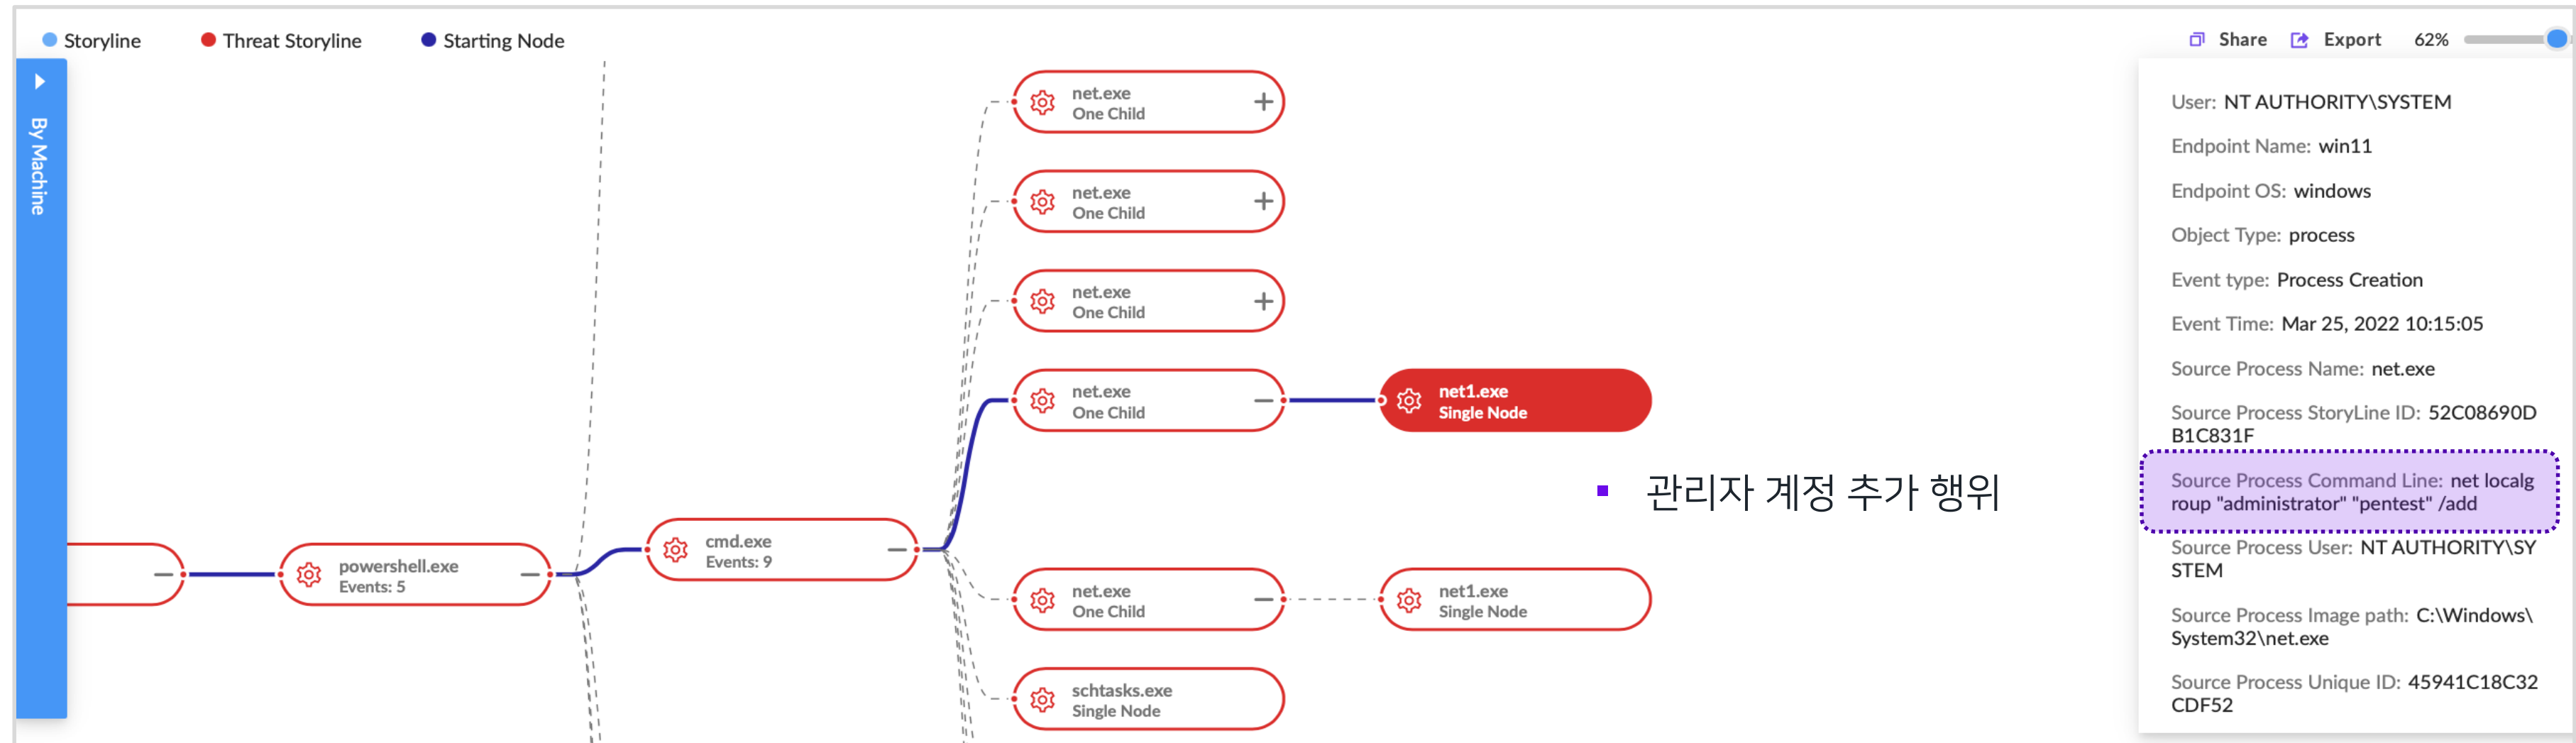 Storyline
Threat Storyline
Starting Node
Share
Export
62%
By Machine
powershell.exe
Events: 5
cmd.exe
Events: 9
net.exe
One Child
net.exe
One Child
net.exe
One Child
net.exe
One Child
net1.exe
Single Node
net.exe
One Child
net1.exe
Single Node
schtasks.exe
Single Node
▪ 관리자 계정 추가 행위
User: NT AUTHORITY\SYSTEM
Endpoint Name: win11
Endpoint OS: windows
Object Type: process
Event type: Process Creation
Event Time: Mar 25, 2022 10:15:05
Source Process Name: net.exe
Source Process StoryLine ID: 52C08690D
B1C831F
Source Process Command Line: net localg
roup "administrator" "pentest" /add
Source Process User: NT AUTHORITY\SY
STEM
Source Process Image path: C:\Windows\
System32\net.exe
Source Process Unique ID: 45941C18C32
CDF52